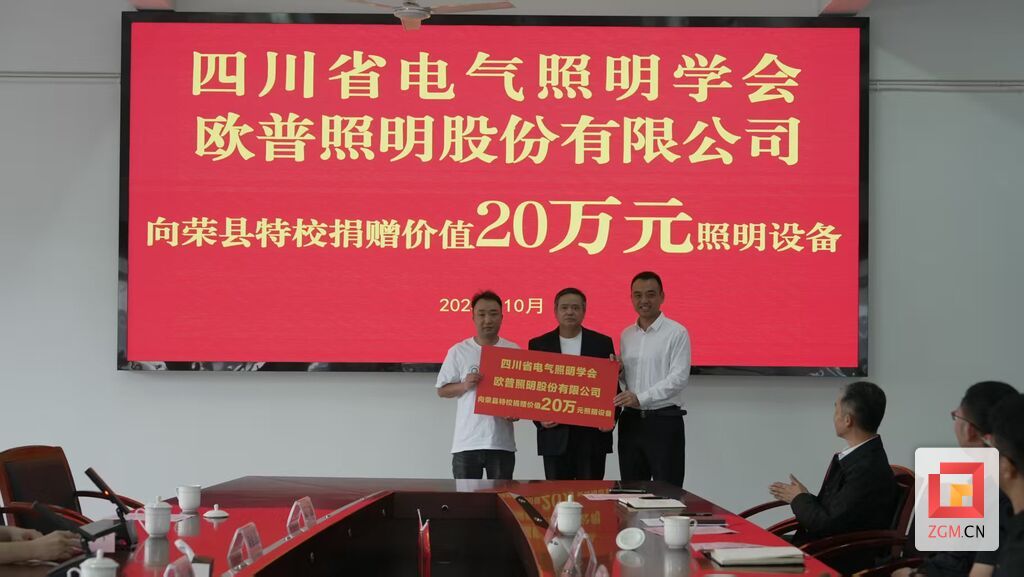 四川省电气照明学会
欧普照明股份有限公司
向荣县特校捐赠价值20万元照明设备
202 10月
四川省电气照明学会
欧普照明股份有限公司
向荣县特校捐赠价值20万元照明设备
ZGM.CN